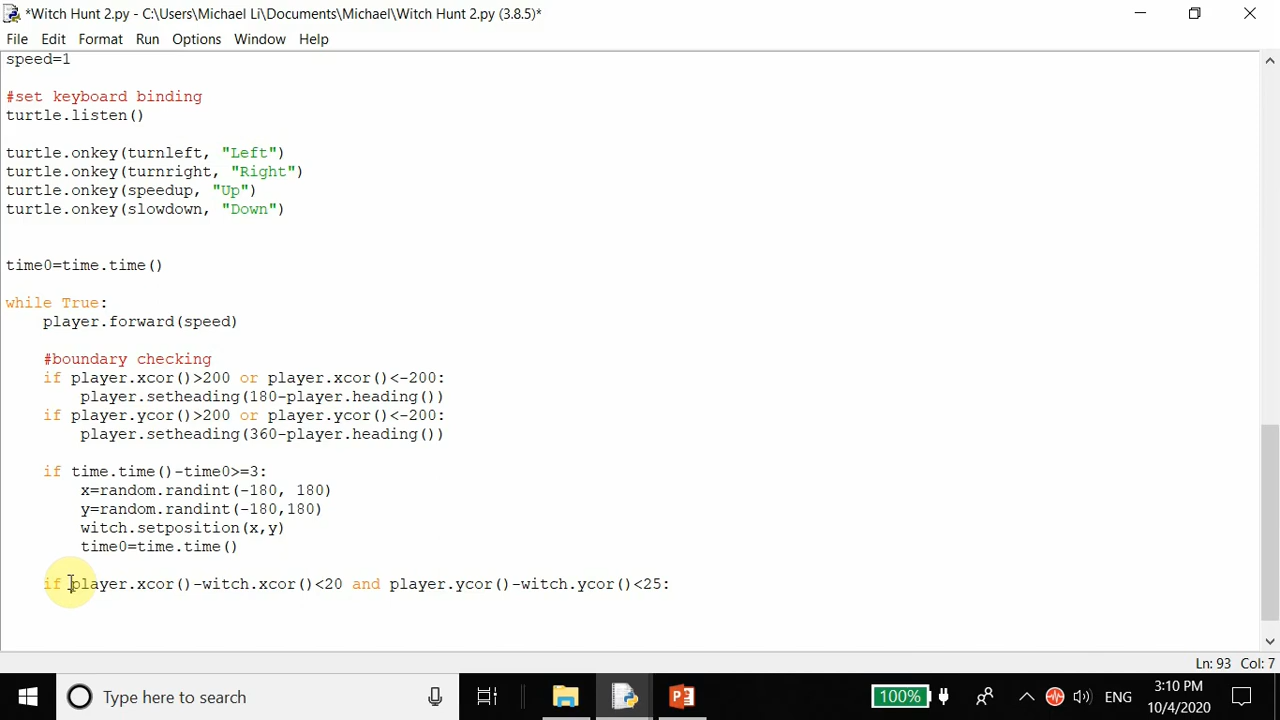 *Witch Hunt 2.py - C:\Users\Michael Li\Documents\Michael\Witch Hunt 2.py (3.8.5)*
File Edit Format Run Options Window Help
speed=1
#set keyboard binding
turtle.listen()
turtle.onkey(turnleft, "Left")
turtle.onkey(turnright, "Right")
turtle.onkey(speedup, "Up")
turtle.onkey(slowdown, "Down")
time0=time.time()
while True:
    player.forward(speed)
    #boundary checking
    if player.xcor()>200 or player.xcor()<-200:
        player.setheading(180-player.heading())
    if player.ycor()>200 or player.ycor()<-200:
        player.setheading(360-player.heading())
    if time.time()-time0>=3:
        x=random.randint(-180, 180)
        y=random.randint(-180,180)
        witch.setposition(x,y)
        time0=time.time()
    if player.xcor()-witch.xcor()<20 and player.ycor()-witch.ycor()<25:
Ln: 93 Col: 7
Type here to search
100%
ENG
3:10 PM
10/4/2020